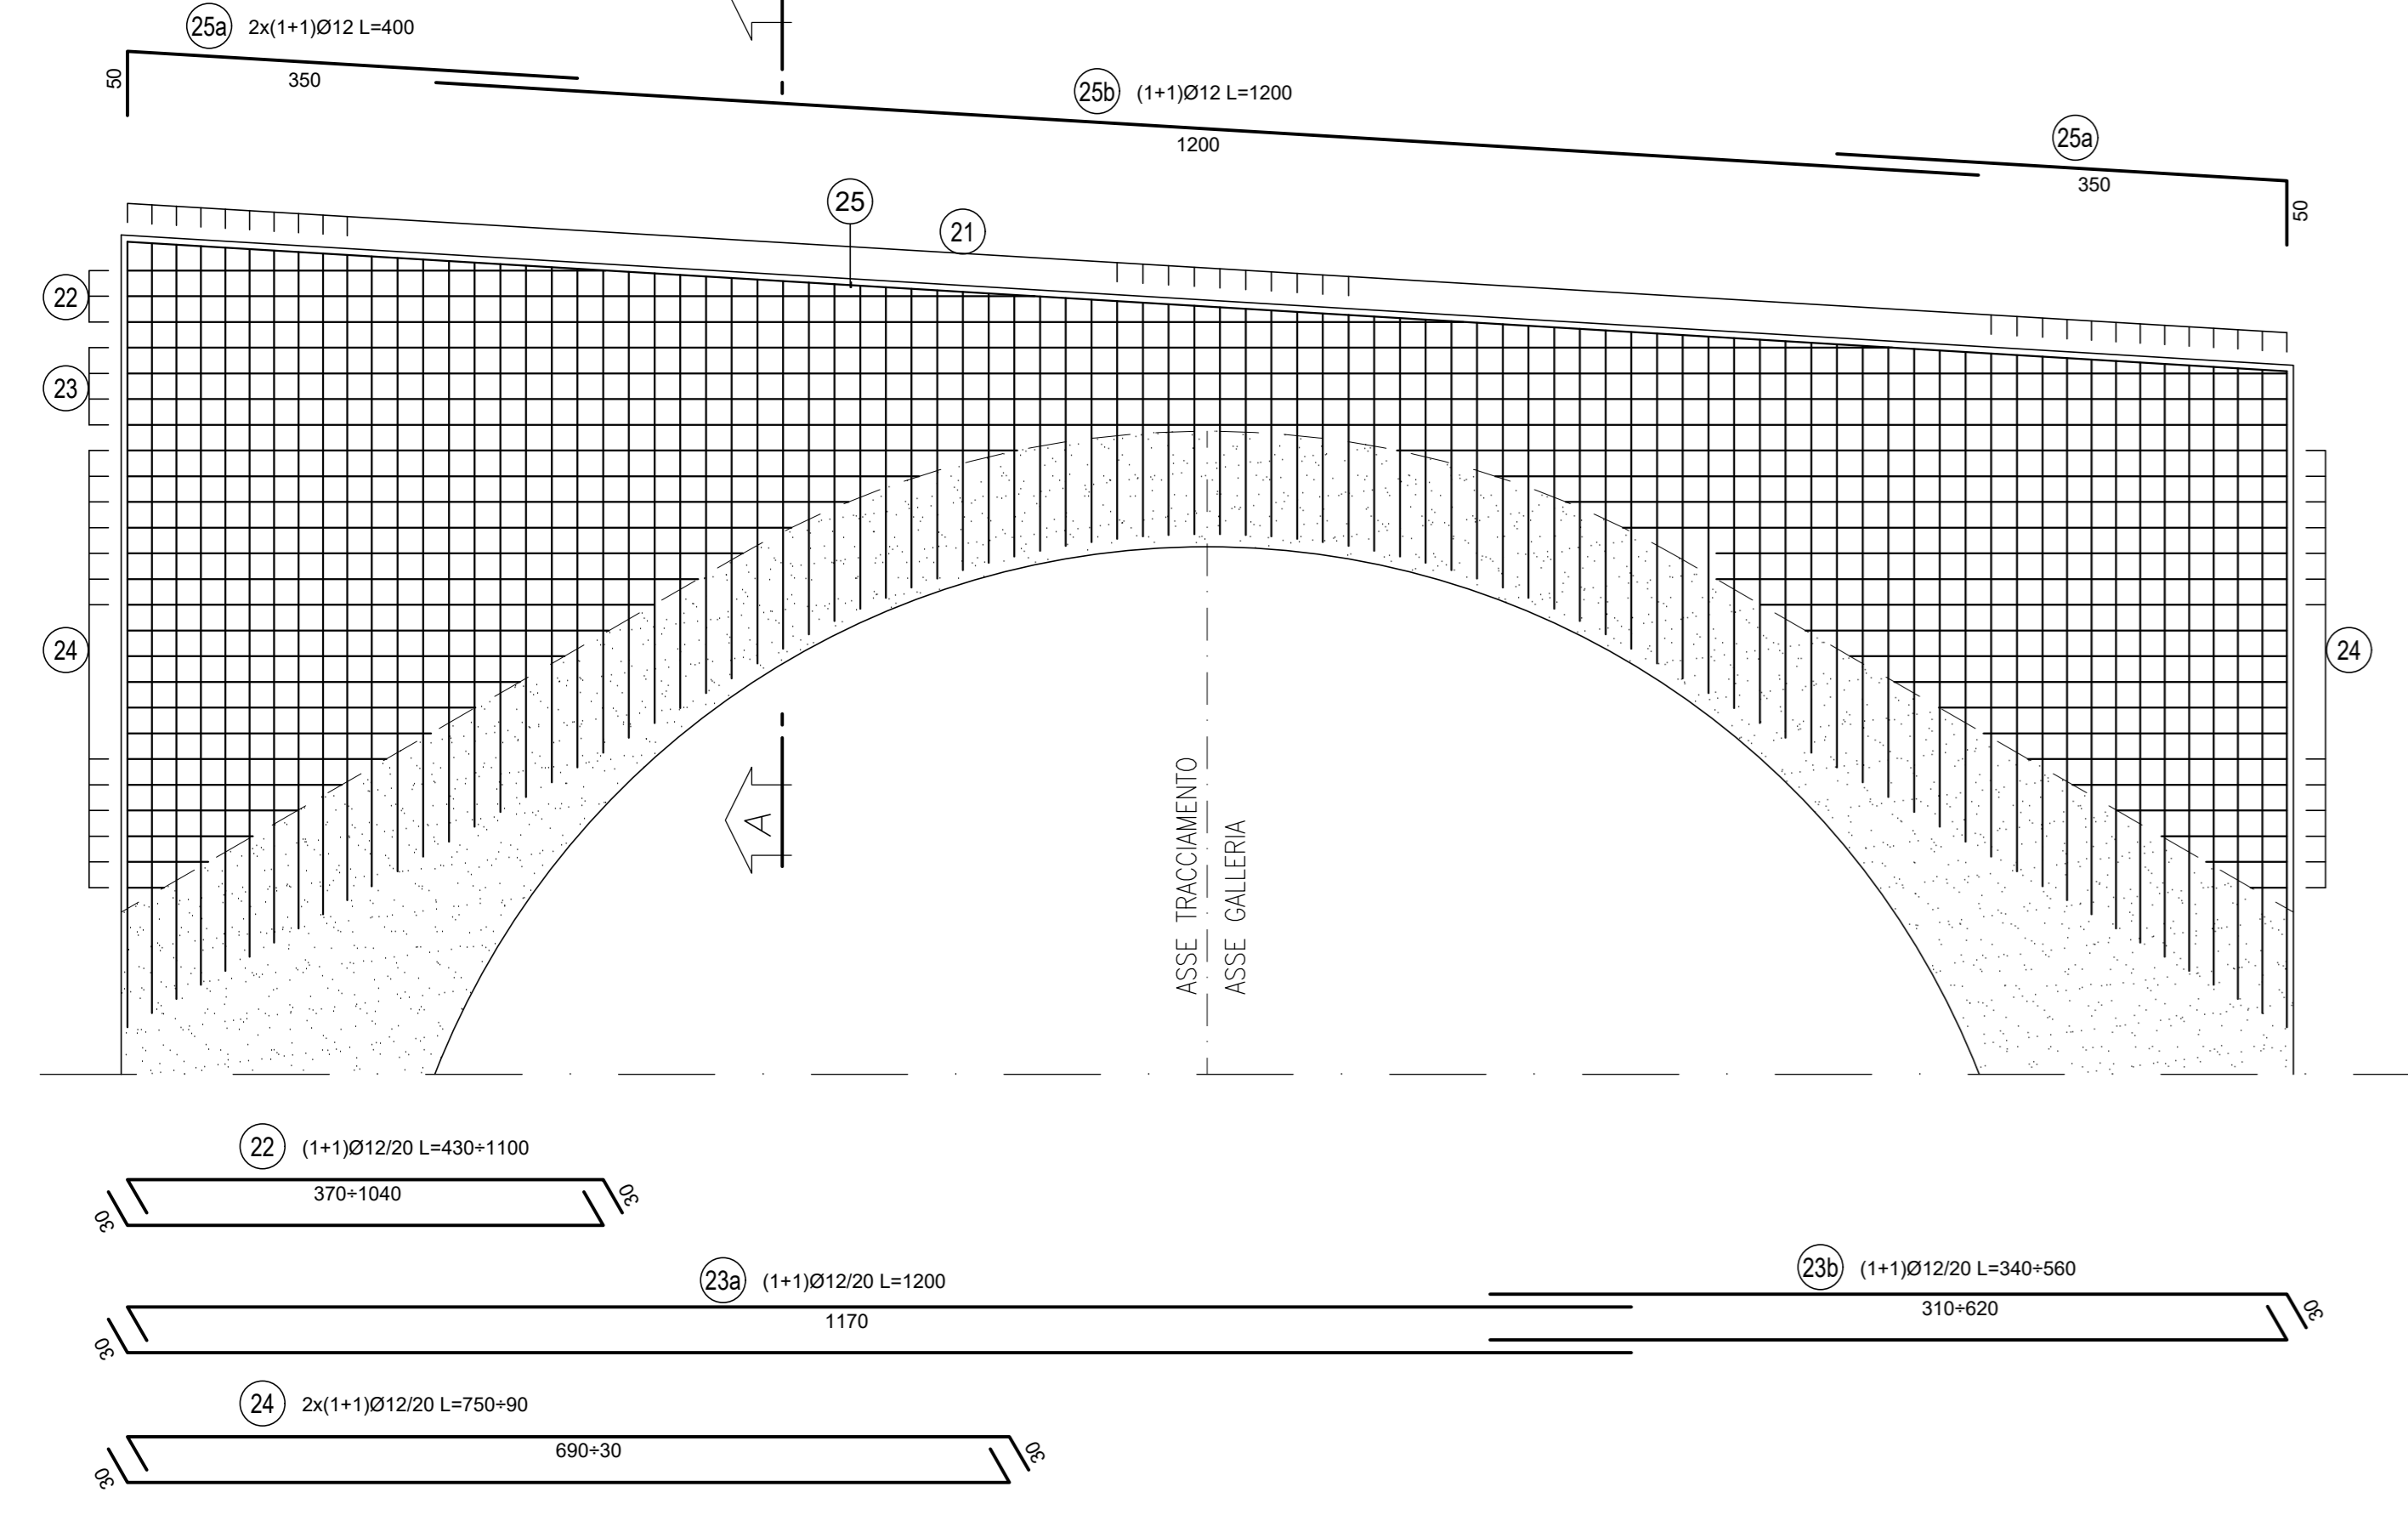 25a 2x(1+1)Ø12 L=400
50
350
25b (1+1)Ø12 L=1200
1200
25a
350
50
25
21
22
23
24
24
A
ASSE TRACCIAMENTO
ASSE GALLERIA
22 (1+1)Ø12/20 L=430÷1100
370÷1040
30
30
23a (1+1)Ø12/20 L=1200
1170
30
23b (1+1)Ø12/20 L=340÷560
310÷620
30
24 2x(1+1)Ø12/20 L=750÷90
690÷30
30
30